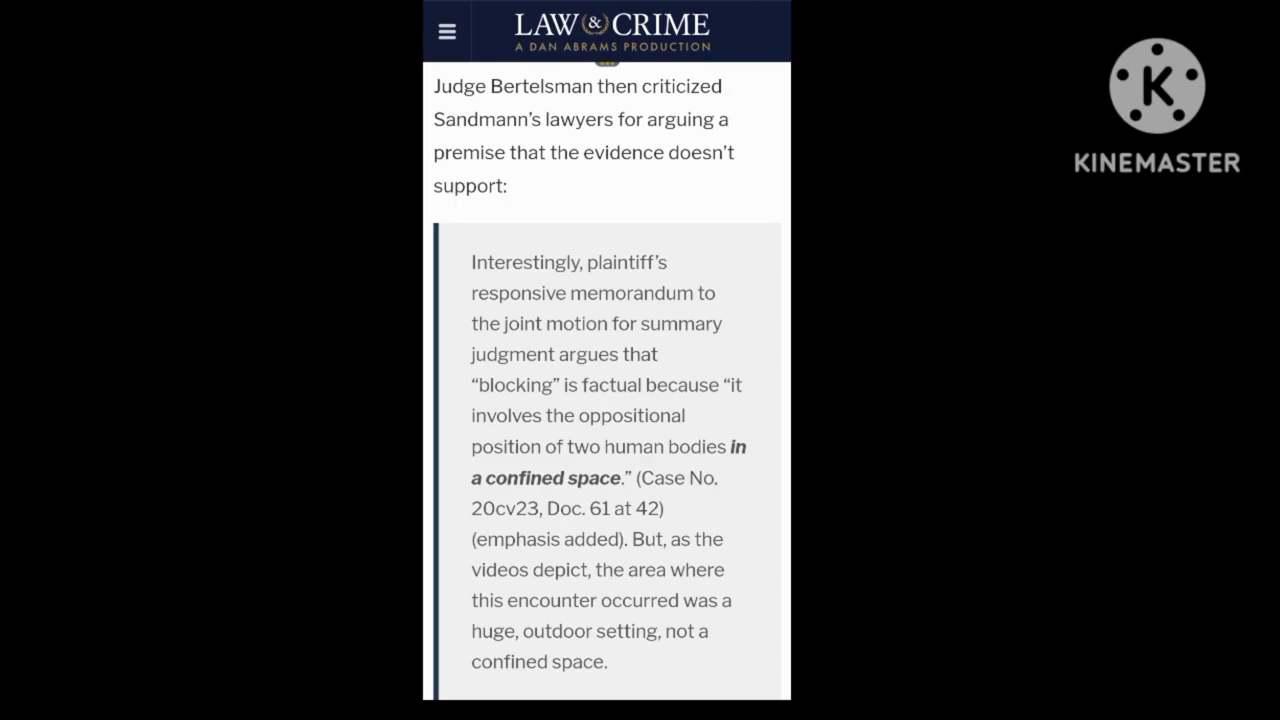 LAW & CRIME
A DAN ABRAMS PRODUCTION
K
KINEMASTER
Judge Bertelsman then criticized
Sandmann’s lawyers for arguing a
premise that the evidence doesn’t
support:
Interestingly, plaintiff’s
responsive memorandum to
the joint motion for summary
judgment argues that
“blocking” is factual because “it
involves the oppositional
position of two human bodies in
a confined space.” (Case No.
20cv23, Doc. 61 at 42)
(emphasis added). But, as the
videos depict, the area where
this encounter occurred was a
huge, outdoor setting, not a
confined space.